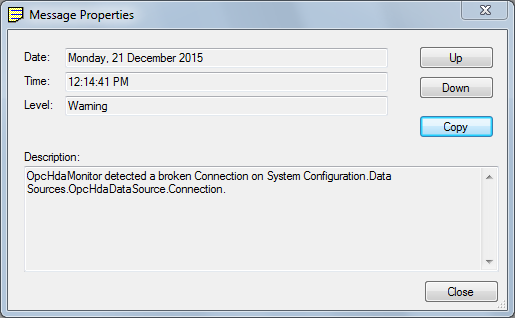 Message Properties
Date: Monday, 21 December 2015
Up
Time: 12:14:41 PM
Down
Level: Warning
Copy
Description:
OpcHdaMonitor detected a broken Connection on System Configuration.Data
Sources.OpcHdaDataSource.Connection.
Close